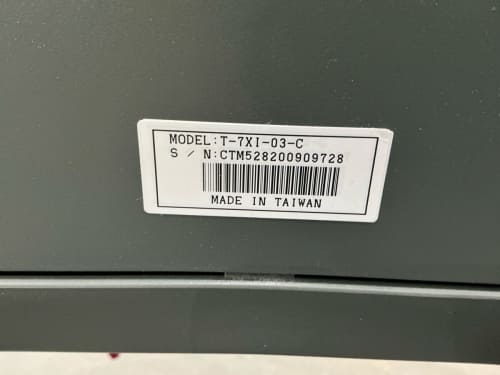 MODEL:T-7XI-03-C
S / N:CTM528200909728
MADE IN TAIWAN